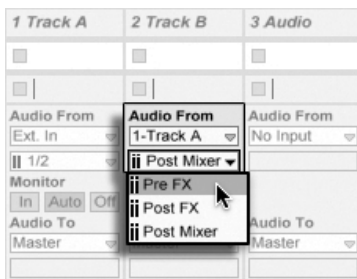 1 Track A 2 Track B 3 Audio
Audio From Audio From Audio From
Ext. In 1-Track A No Input
1/2 Post Mixer
Monitor Pre FX
In Auto Off Post FX
Audio To Post Mixer Audio To
Master Master